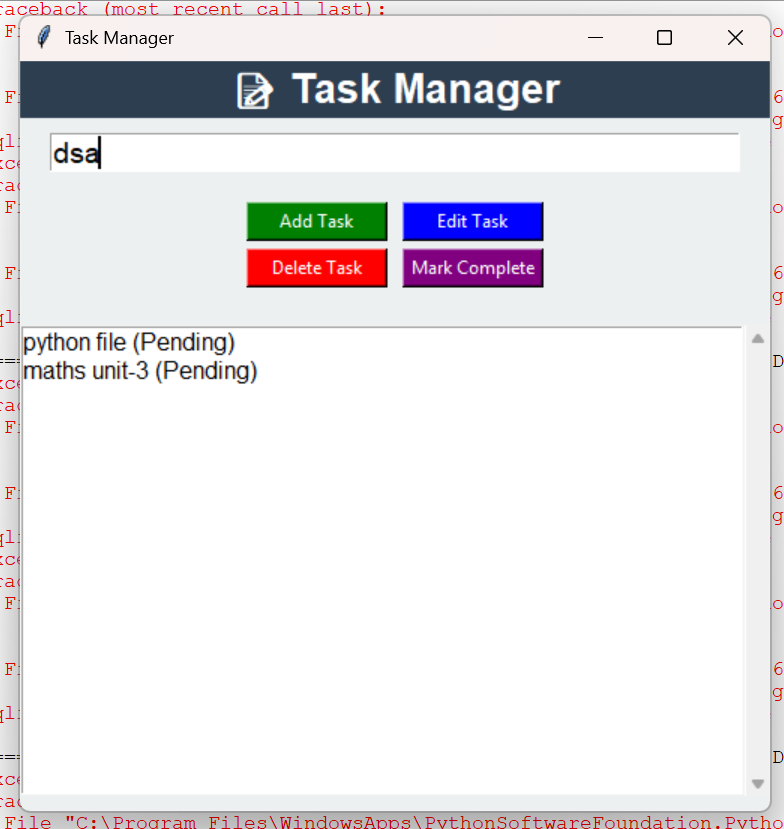 raceback (most recent call last):
Task Manager
Task Manager
dsa
Add Task
Edit Task
Delete Task
Mark Complete
python file (Pending)
maths unit-3 (Pending)
File "C:\Program Files\WindowsApps\PythonSoftwareFoundation.Pytho